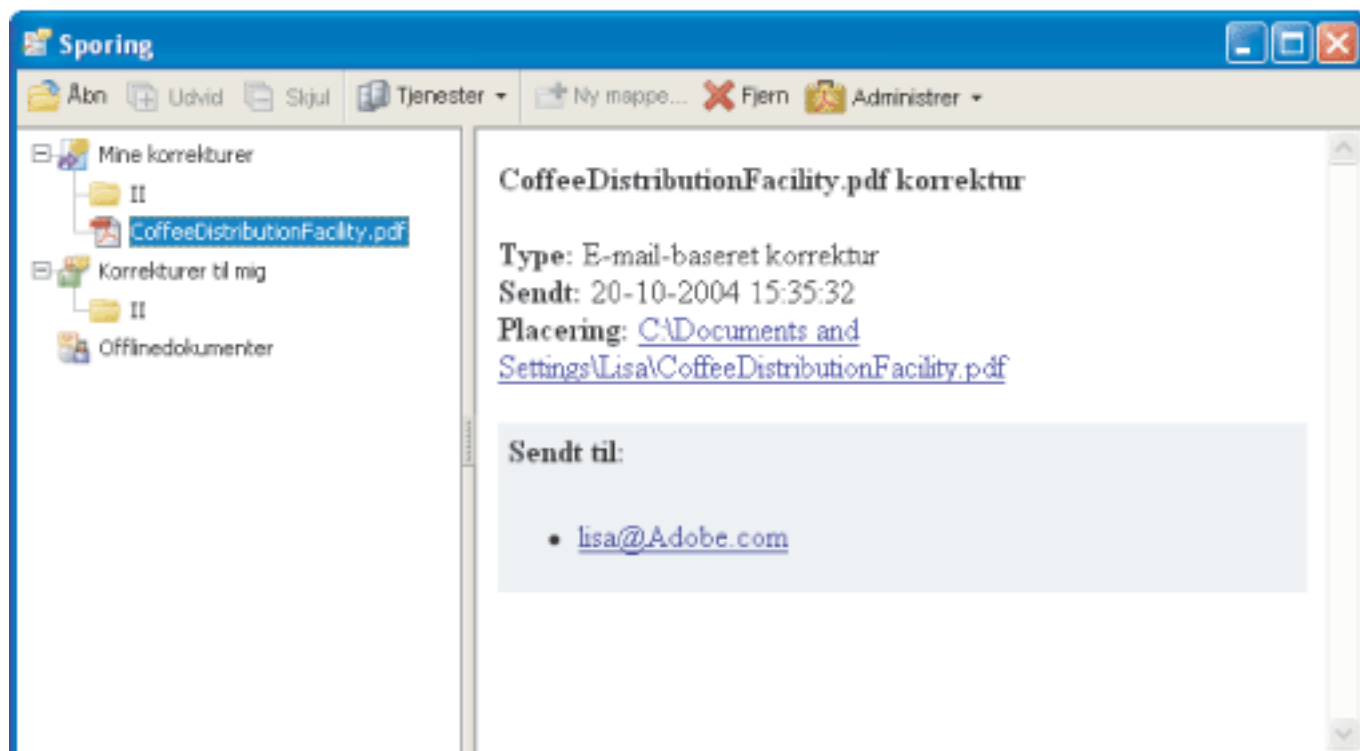 Sporing
Åbn Udvid Skjul Tjenester Ny mappe... Fjern Administrer
Mine korrekturer
II
CoffeeDistributionFacility.pdf
Korrekturer til mig
II
Offlinedokumenter
CoffeeDistributionFacility.pdf korrektur
Type: E-mail-baseret korrektur
Sendt: 20-10-2004 15:35:32
Placering: C:\Documents and
Settings\Lisa\CoffeeDistributionFacility.pdf
Sendt til:
• lisa@Adobe.com